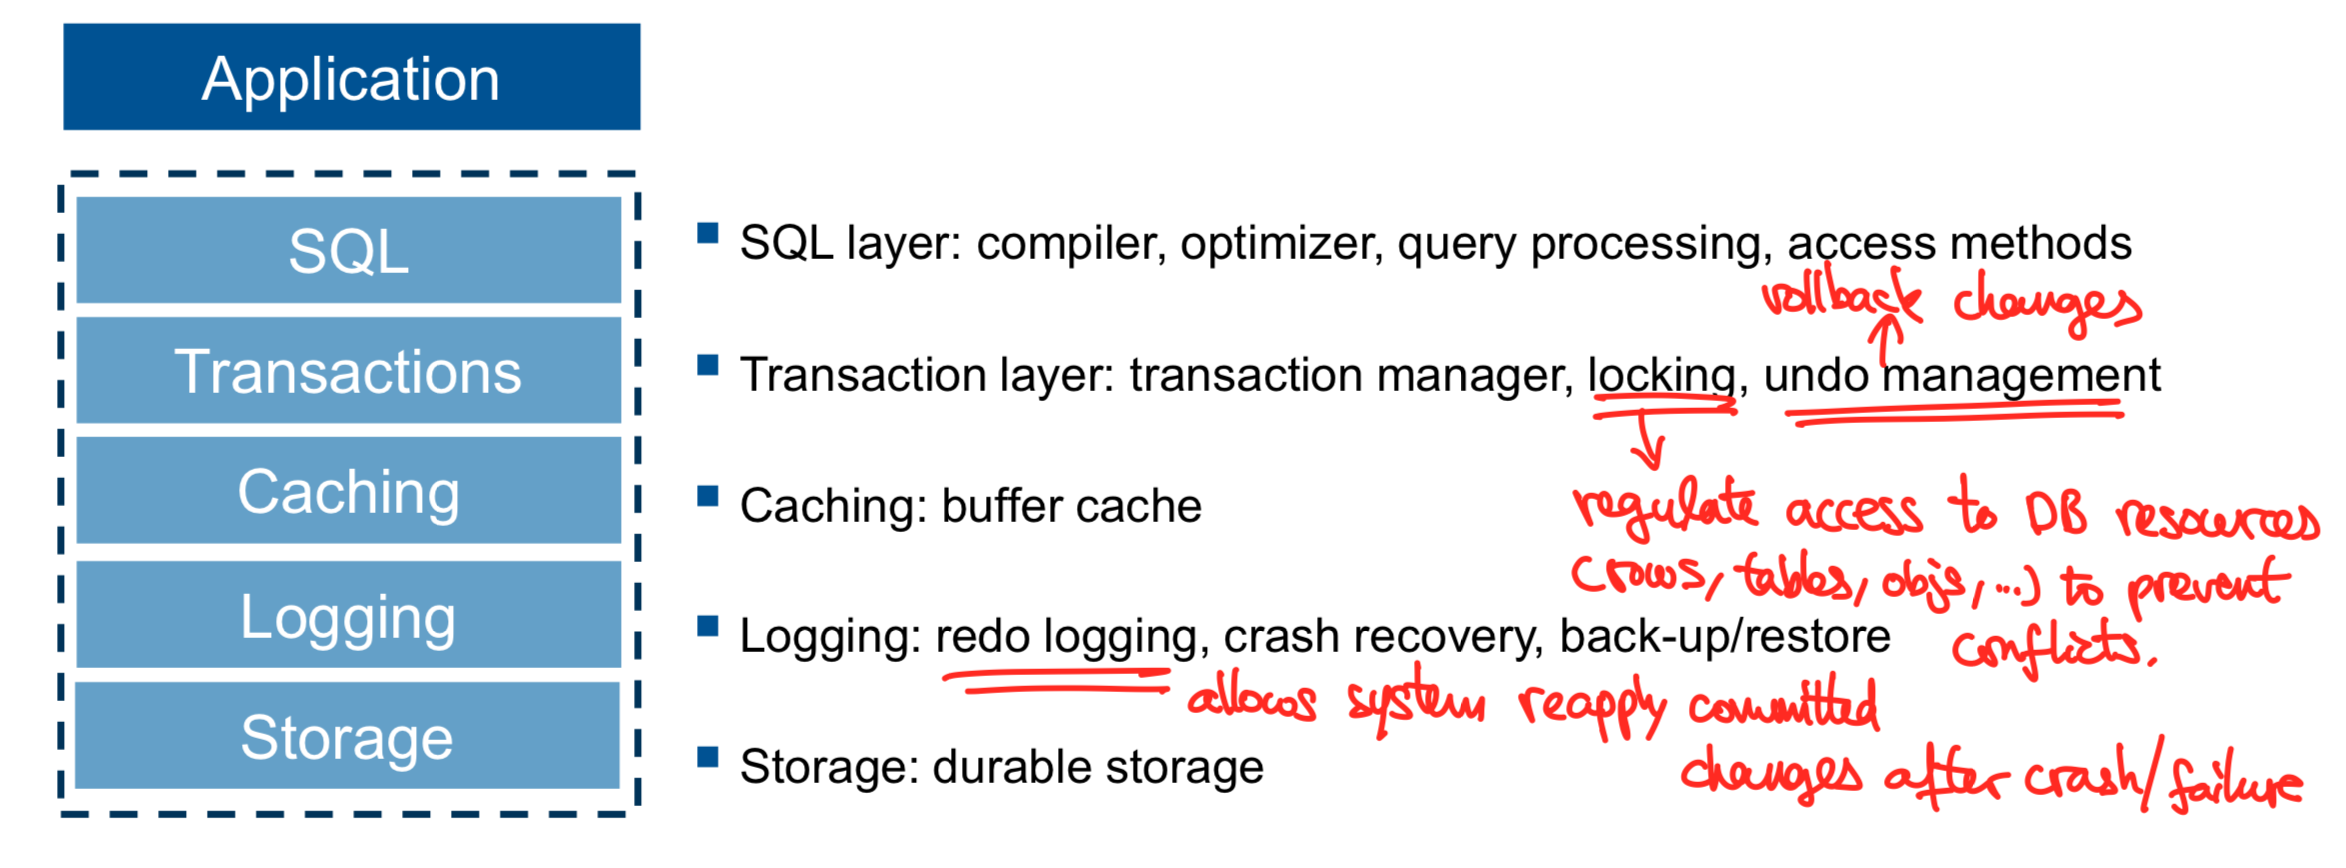 Application
SQL
Transactions
Caching
Logging
Storage
▪ SQL layer: compiler, optimizer, query processing, access methods
rollback changes
▪ Transaction layer: transaction manager, locking, undo management
▪ Caching: buffer cache
regulate access to DB resources
(rows, tables, objs, ...) to prevent
conflicts.
▪ Logging: redo logging, crash recovery, back-up/restore
allows system reapply committed
changes after crash/failure
▪ Storage: durable storage